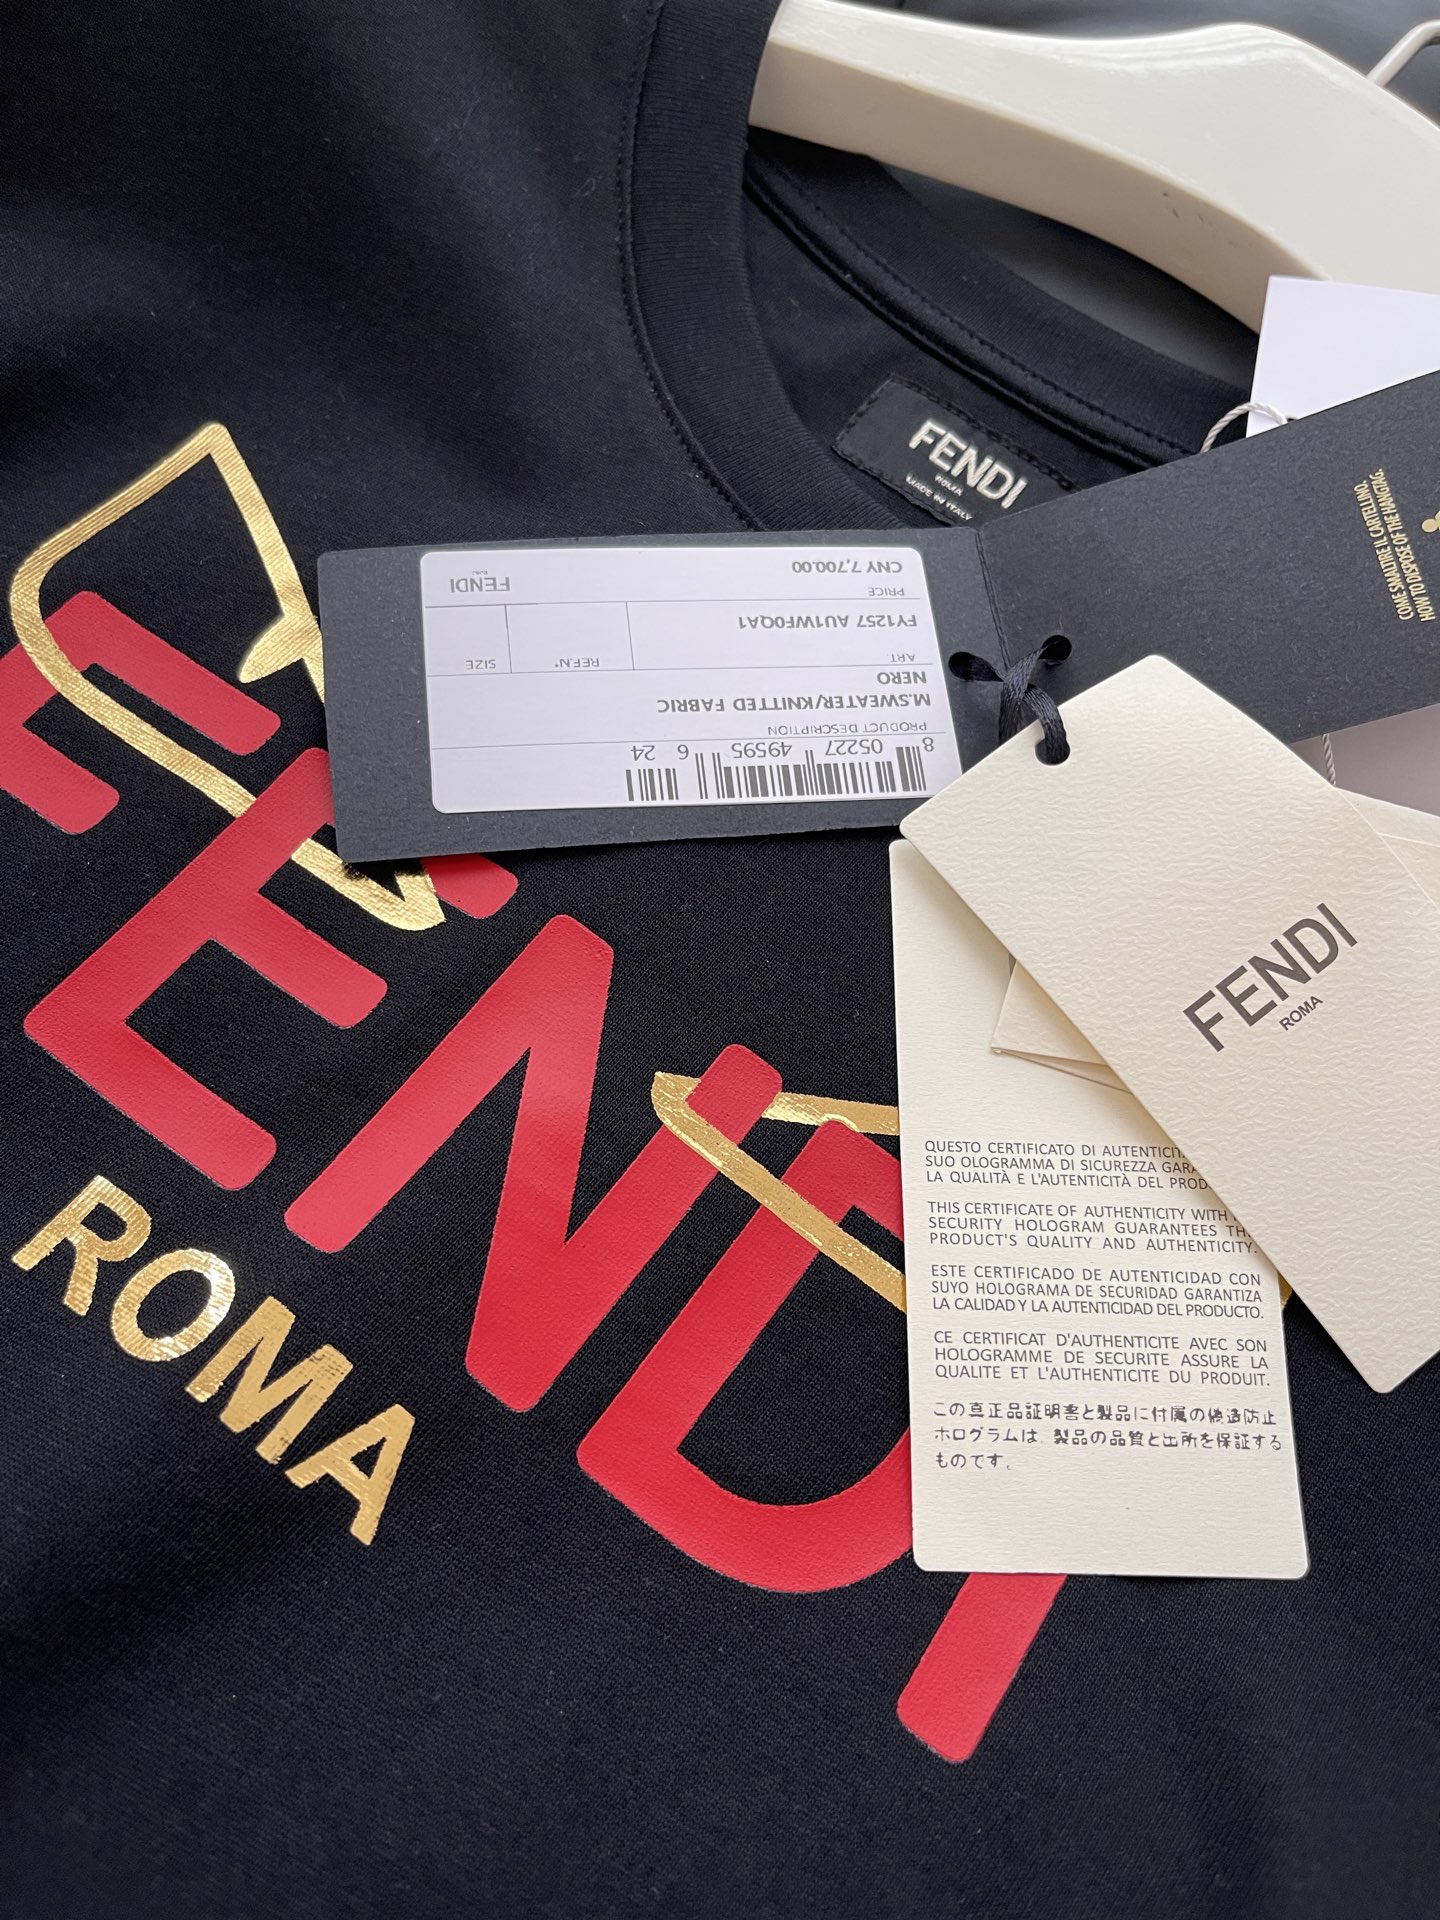 FENDI
ROMA
MADE IN ITALY
COME SMALTIRE IL CARTELLINO.
HOW TO DISPOSE OF THE HANGTAG.
8 05227 49595 6 24
PRODUCT DESCRIPTION
M.SWEATER/KNITTED FABRIC
NERO
ART. REF.N° SIZE
FY1257 AU1WF0QA1
PRICE
CNY 7,700.00
FENDI
ROMA
FENDI
ROMA
FENDI
ROMA
QUESTO CERTIFICATO DI
SUO OLOGRAMMA DI SICUREZZA
LA QUALITÀ E L'AUTENTICITÀ DEL
THIS CERTIFICATE OF AUTHENTICITY WITH
SECURITY HOLOGRAM GUARANTEES
PRODUCT'S QUALITY AND AUTHENTICITY.
ESTE CERTIFICADO DE AUTENTICIDAD CON
SUYO HOLOGRAMA DE SECURIDAD GARANTIZA
LA CALIDAD Y LA AUTENTICIDAD DEL PRODUCTO.
CE CERTIFICAT D'AUTHENTICITE AVEC SON
HOLOGRAMME DE SECURITE ASSURE LA
QUALITE ET L'AUTHENTICITE DU PRODUIT.
この真正品証明書と製品に付属の偽造防止
ホログラムは、製品の品質と出所を保証する
ものです。